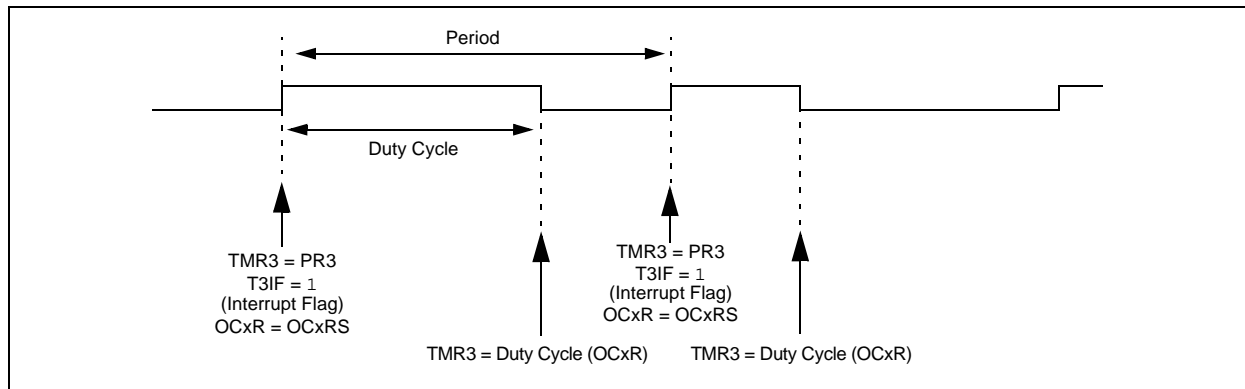 Period
Duty Cycle
TMR3 = PR3
T3IF = 1
(Interrupt Flag)
OCxR = OCxRS
TMR3 = PR3
T3IF = 1
(Interrupt Flag)
OCxR = OCxRS
TMR3 = Duty Cycle (OCxR)
TMR3 = Duty Cycle (OCxR)